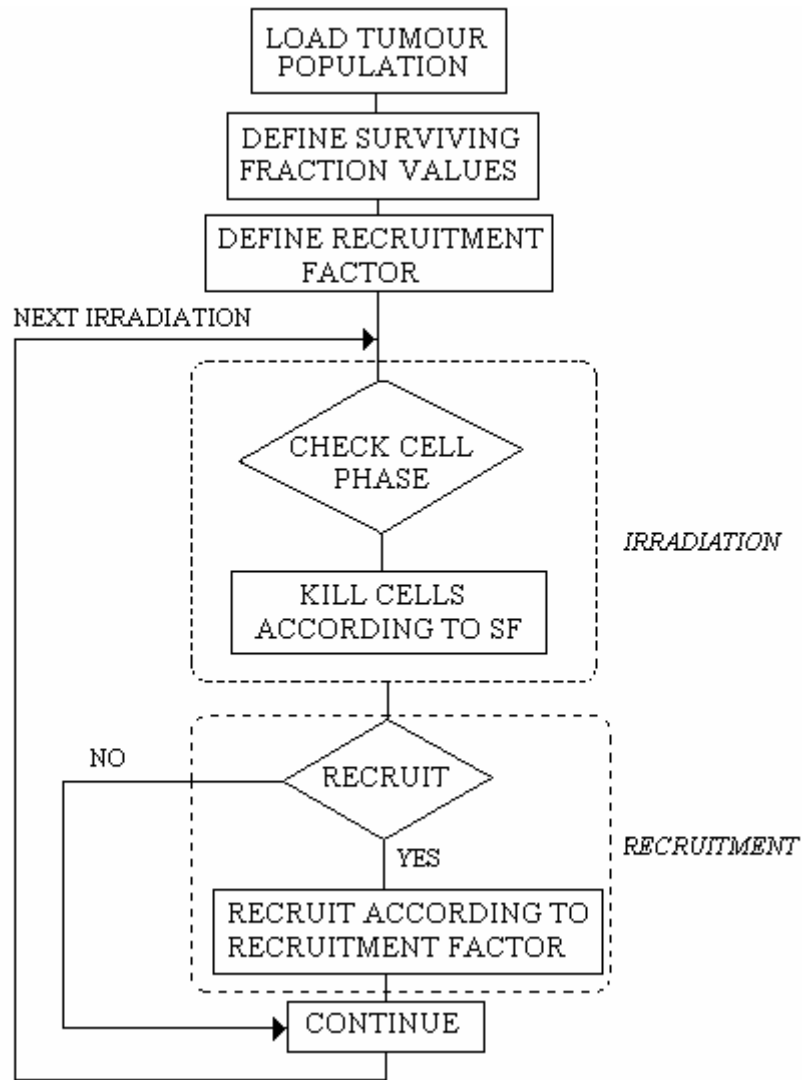 LOAD TUMOUR
POPULATION
DEFINE SURVIVING
FRACTION VALUES
DEFINE RECRUITMENT
FACTOR
NEXT IRRADIATION
CHECK CELL
PHASE
IRRADIATION
KILL CELLS
ACCORDING TO SF
NO
RECRUIT
YES
RECRUITMENT
RECRUIT ACCORDING TO
RECRUITMENT FACTOR
CONTINUE